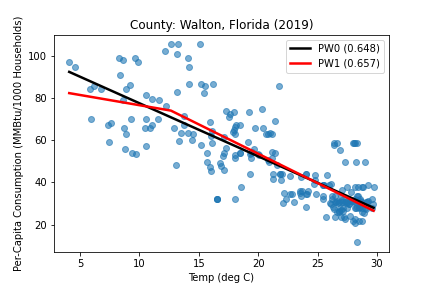 County: Walton, Florida (2019)
Per-Capita Consumption (MMBtu/1000 Households)
100
80
60
40
20
PW0 (0.648)
PW1 (0.657)
5 10 15 20 25 30
Temp (deg C)